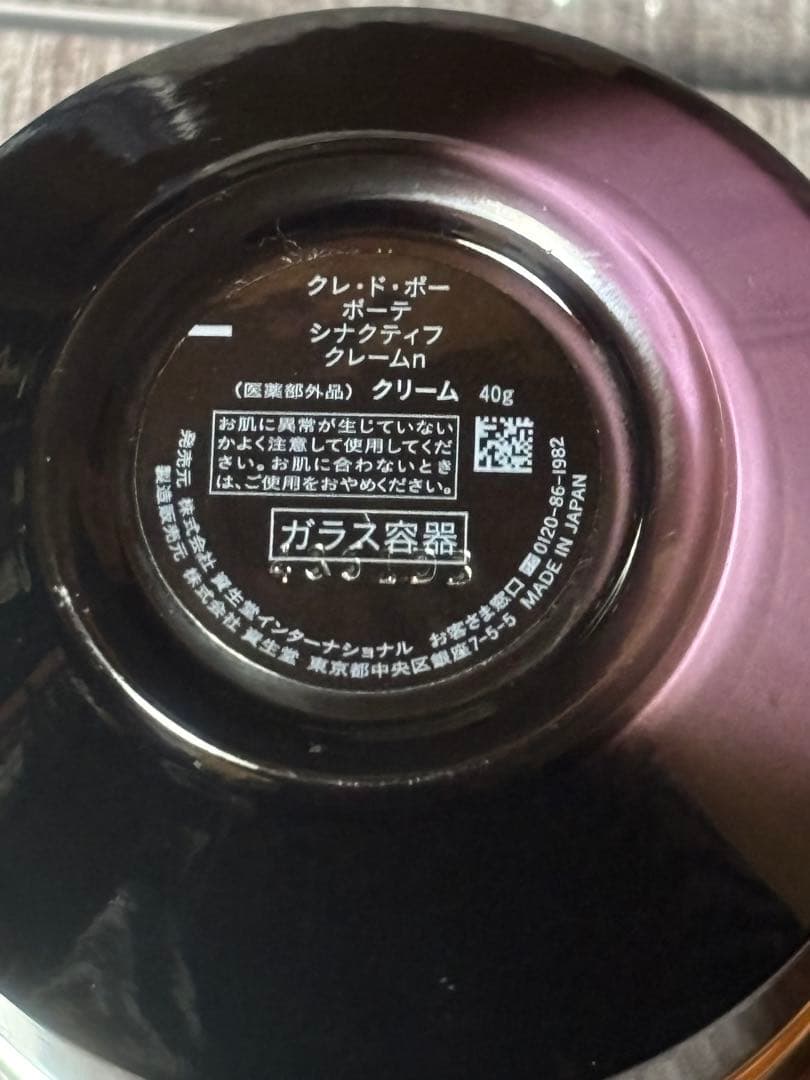 クレ・ド・ポー
ボーテ
シナクティフ
クレームn
（医薬部外品） クリーム 40g
お肌に異常が生じていない
かよく注意して使用してくだ
さい。お肌に合わないとき
は、ご使用をおやめください。
ガラス容器
発売元 株式会社 資生堂インターナショナル お客さま窓口 0120-86-1982
製造販売元 株式会社 資生堂 東京都中央区銀座7-5-5 MADE IN JAPAN